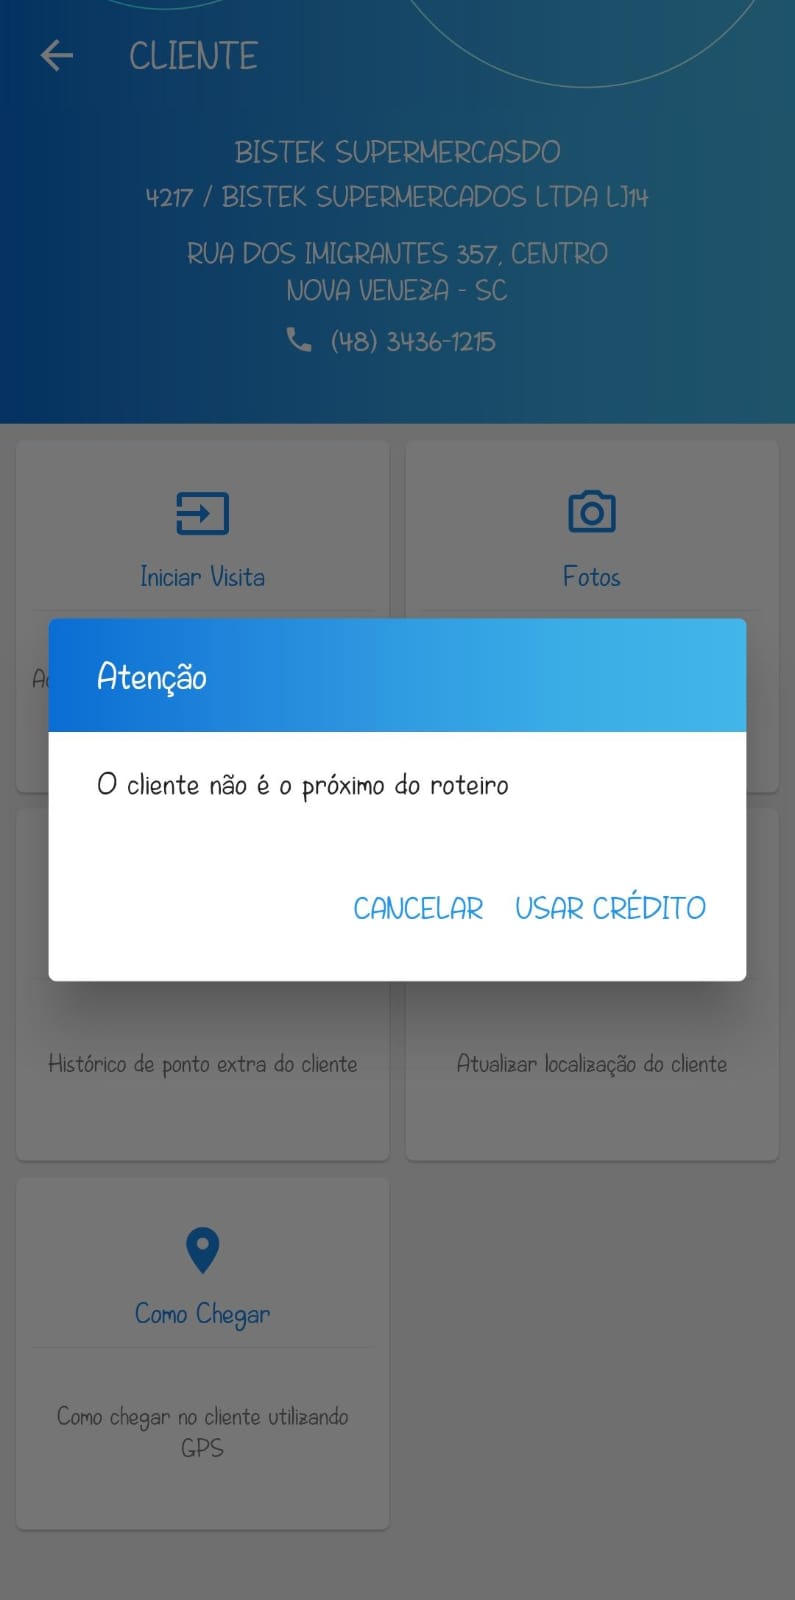 CLIENTE
BISTEK SUPERMERCASDO
4217 / BISTEK SUPERMERCADOS LTDA LJ14
RUA DOS IMIGRANTES 357, CENTRO
NOVA VENEZA - SC
(48) 3436-1215
Iniciar Visita
Fotos
Atenção
O cliente não é o próximo do roteiro
CANCELAR USAR CRÉDITO
Histórico de ponto extra do cliente
Atualizar localização do cliente
Como Chegar
Como chegar no cliente utilizando
GPS